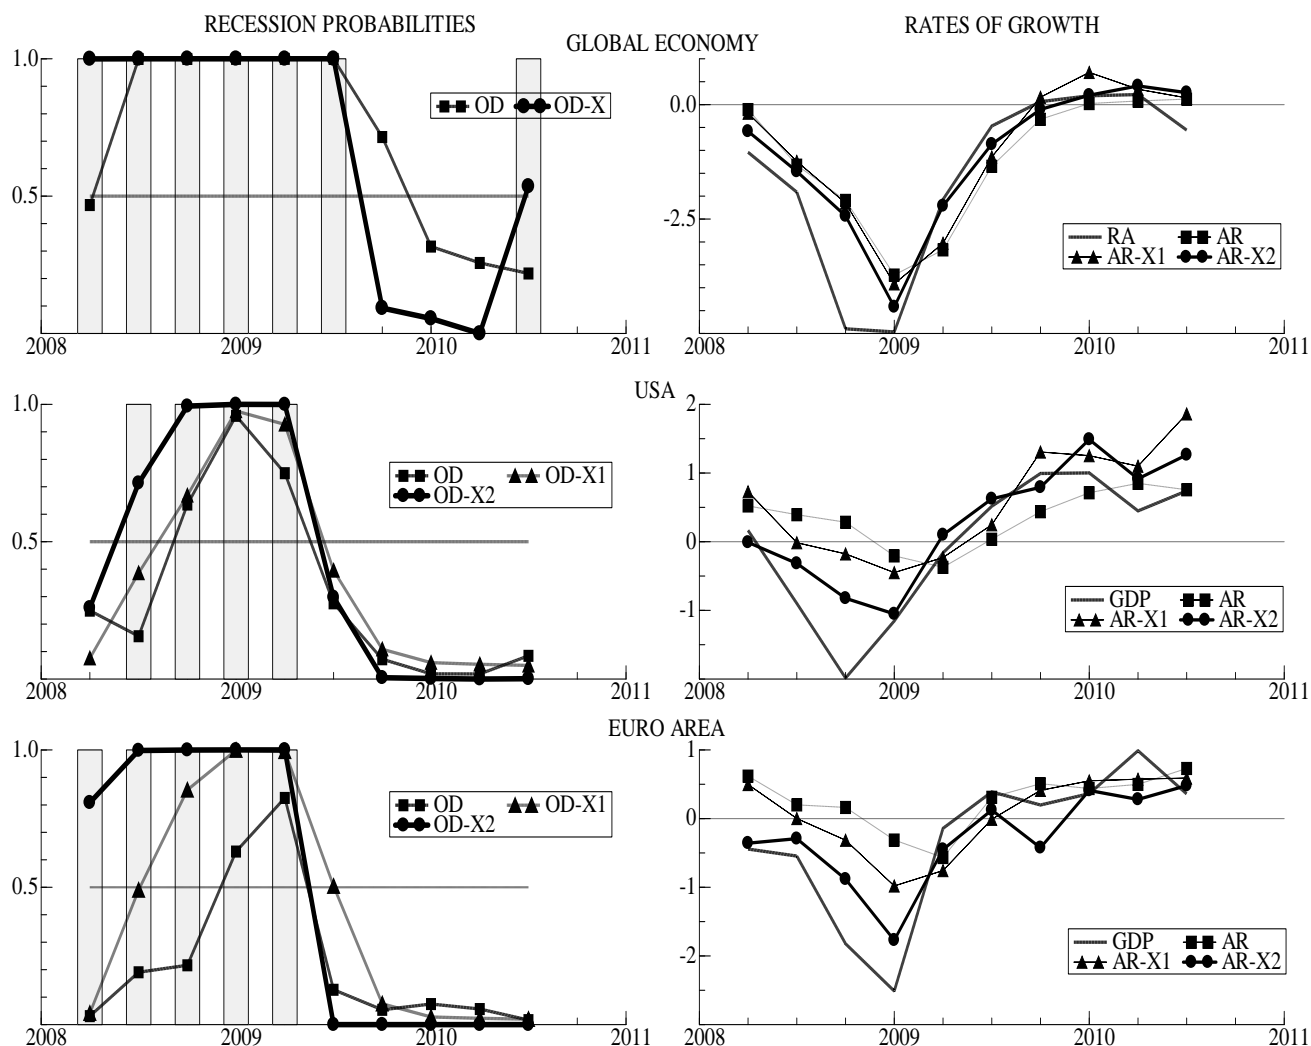 RECESSION PROBABILITIES
RATES OF GROWTH
GLOBAL ECONOMY
1.0
0.5
OD OD-X
2008 2009 2010 2011
0.0
-2.5
RA AR
AR-X1 AR-X2
2008 2009 2010 2011
USA
1.0
0.5
OD OD-X1
OD-X2
2008 2009 2010 2011
2
1
0
-1
GDP AR
AR-X1 AR-X2
2008 2009 2010 2011
EURO AREA
1.0
0.5
OD OD-X1
OD-X2
2008 2009 2010 2011
1
0
-1
-2
GDP AR
AR-X1 AR-X2
2008 2009 2010 2011